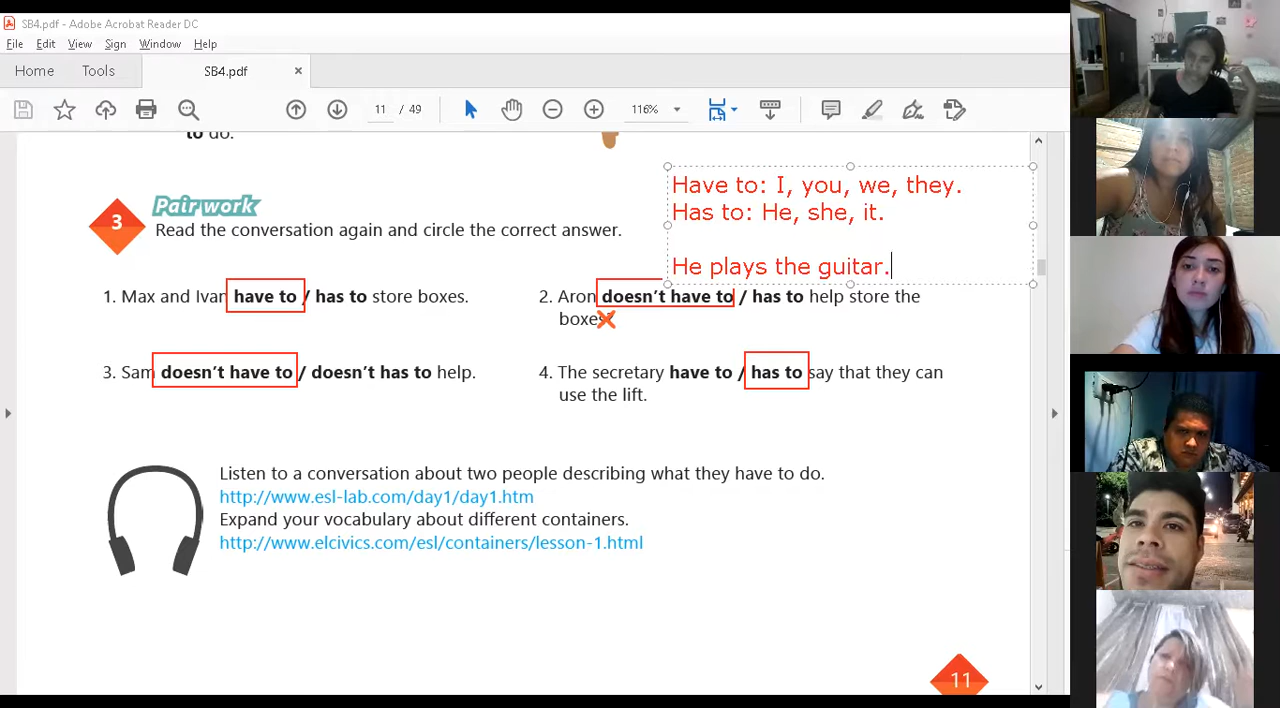 SB4.pdf - Adobe Acrobat Reader DC
File Edit View Sign Window Help
Home Tools SB4.pdf ×
11 / 49 116%
to do.
Have to: I, you, we, they.
Has to: He, she, it.
He plays the guitar.
3 Pair work
Read the conversation again and circle the correct answer.
1. Max and Ivan have to / has to store boxes.
2. Aron doesn't have to / has to help store the
boxes?
3. Sam doesn't have to / doesn't has to help.
4. The secretary have to / has to say that they can
use the lift.
Listen to a conversation about two people describing what they have to do.
http://www.esl-lab.com/day1/day1.htm
Expand your vocabulary about different containers.
http://www.elcivics.com/esl/containers/lesson-1.html
11